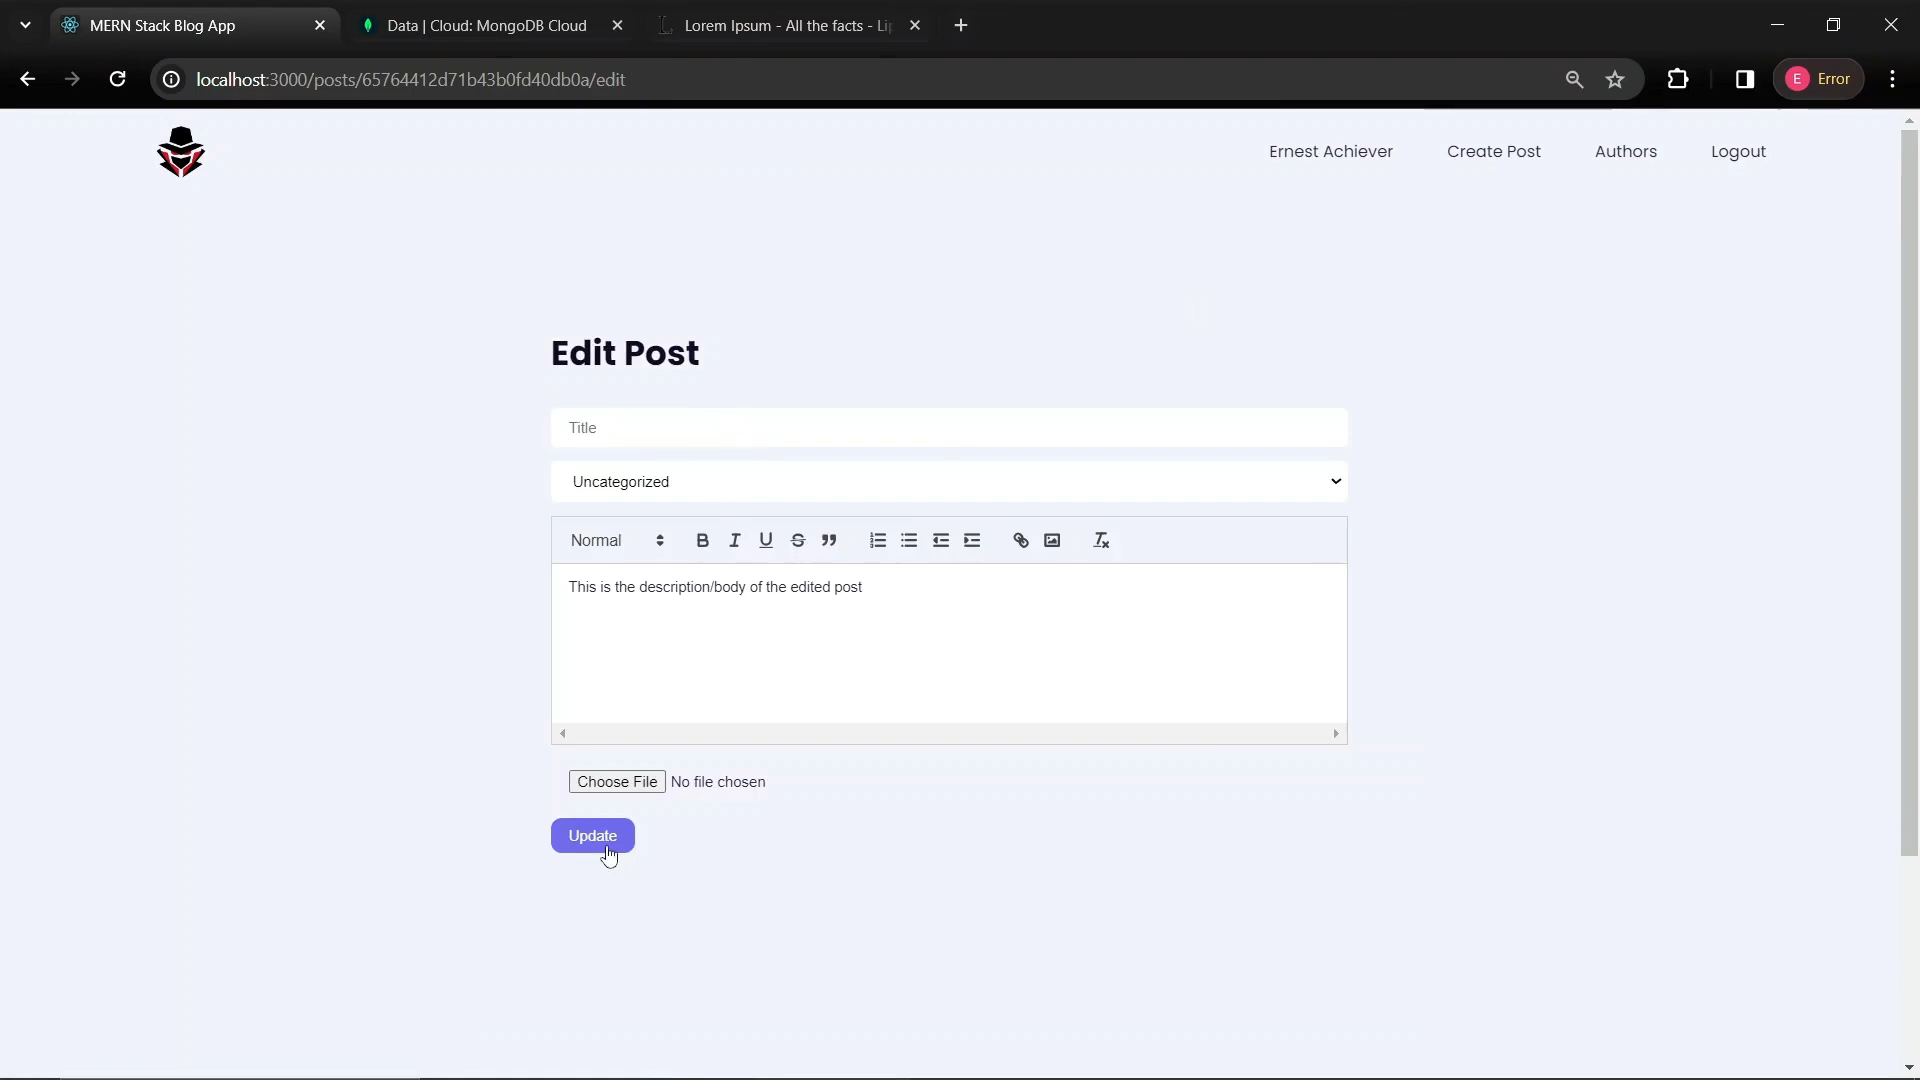 MERN Stack Blog App
Data | Cloud: MongoDB Cloud
Lorem Ipsum - All the facts - Li
localhost:3000/posts/65764412d71b43b0fd40db0a/edit
E Error
Ernest Achiever
Create Post
Authors
Logout
Edit Post
Title
Uncategorized
Normal
This is the description/body of the edited post
Choose File No file chosen
Update